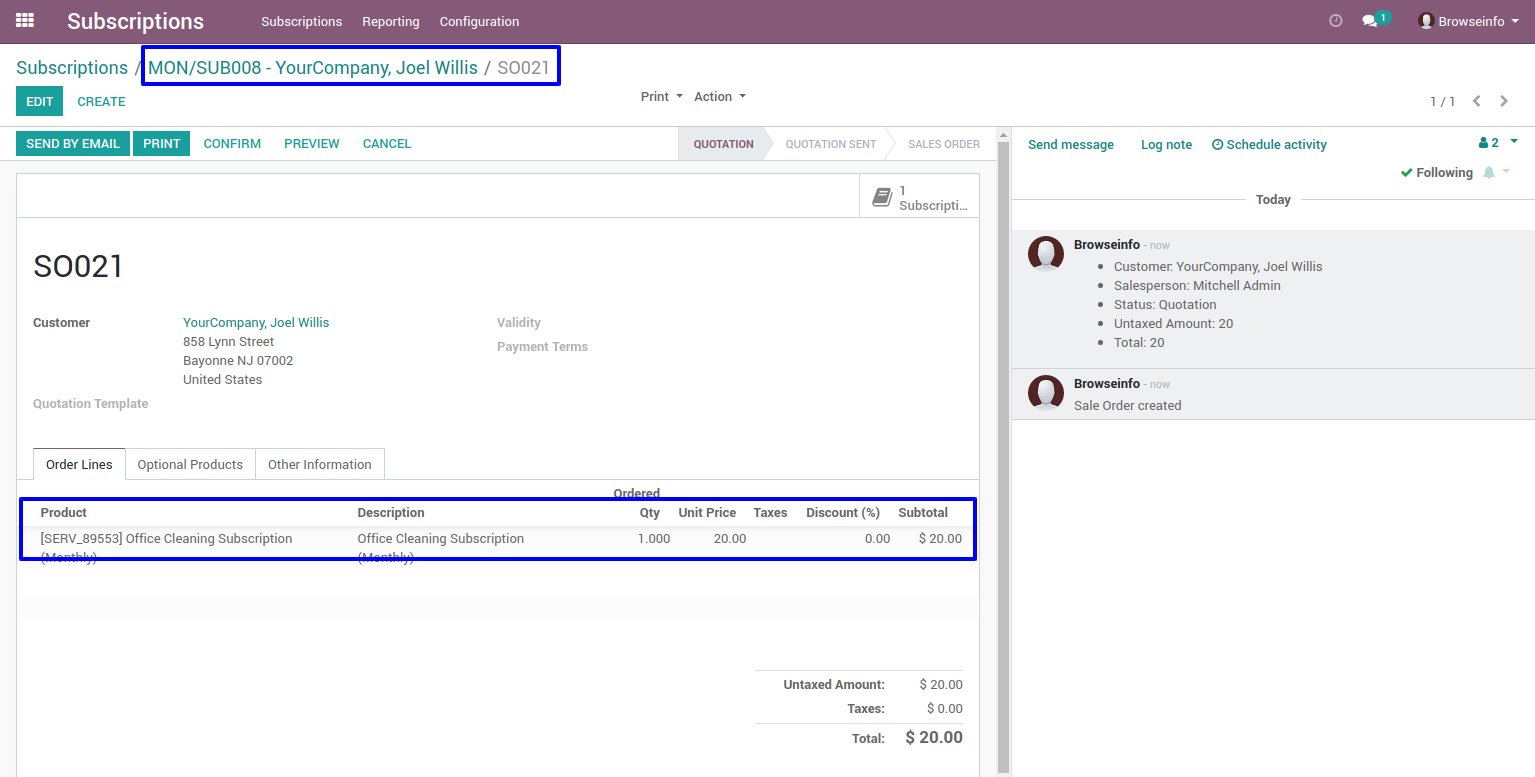 Subscriptions Subscriptions Reporting Configuration 1 Browseinfo
Subscriptions / MON/SUB008 - YourCompany, Joel Willis / SO021
EDIT CREATE Print Action 1 / 1
SEND BY EMAIL PRINT CONFIRM PREVIEW CANCEL QUOTATION QUOTATION SENT SALES ORDER
1
Subscripti...
SO021
Customer YourCompany, Joel Willis
858 Lynn Street
Bayonne NJ 07002
United States
Validity
Payment Terms
Quotation Template
Order Lines Optional Products Other Information
Ordered
Product Description Qty Unit Price Taxes Discount (%) Subtotal
[SERV_89553] Office Cleaning Subscription Office Cleaning Subscription 1.000 20.00 0.00 $ 20.00
(Monthly) (Monthly)
Untaxed Amount: $ 20.00
Taxes: $ 0.00
Total: $ 20.00
Send message Log note Schedule activity 2
Following
Today
Browseinfo - now
Customer: YourCompany, Joel Willis
Salesperson: Mitchell Admin
Status: Quotation
Untaxed Amount: 20
Total: 20
Browseinfo - now
Sale Order created